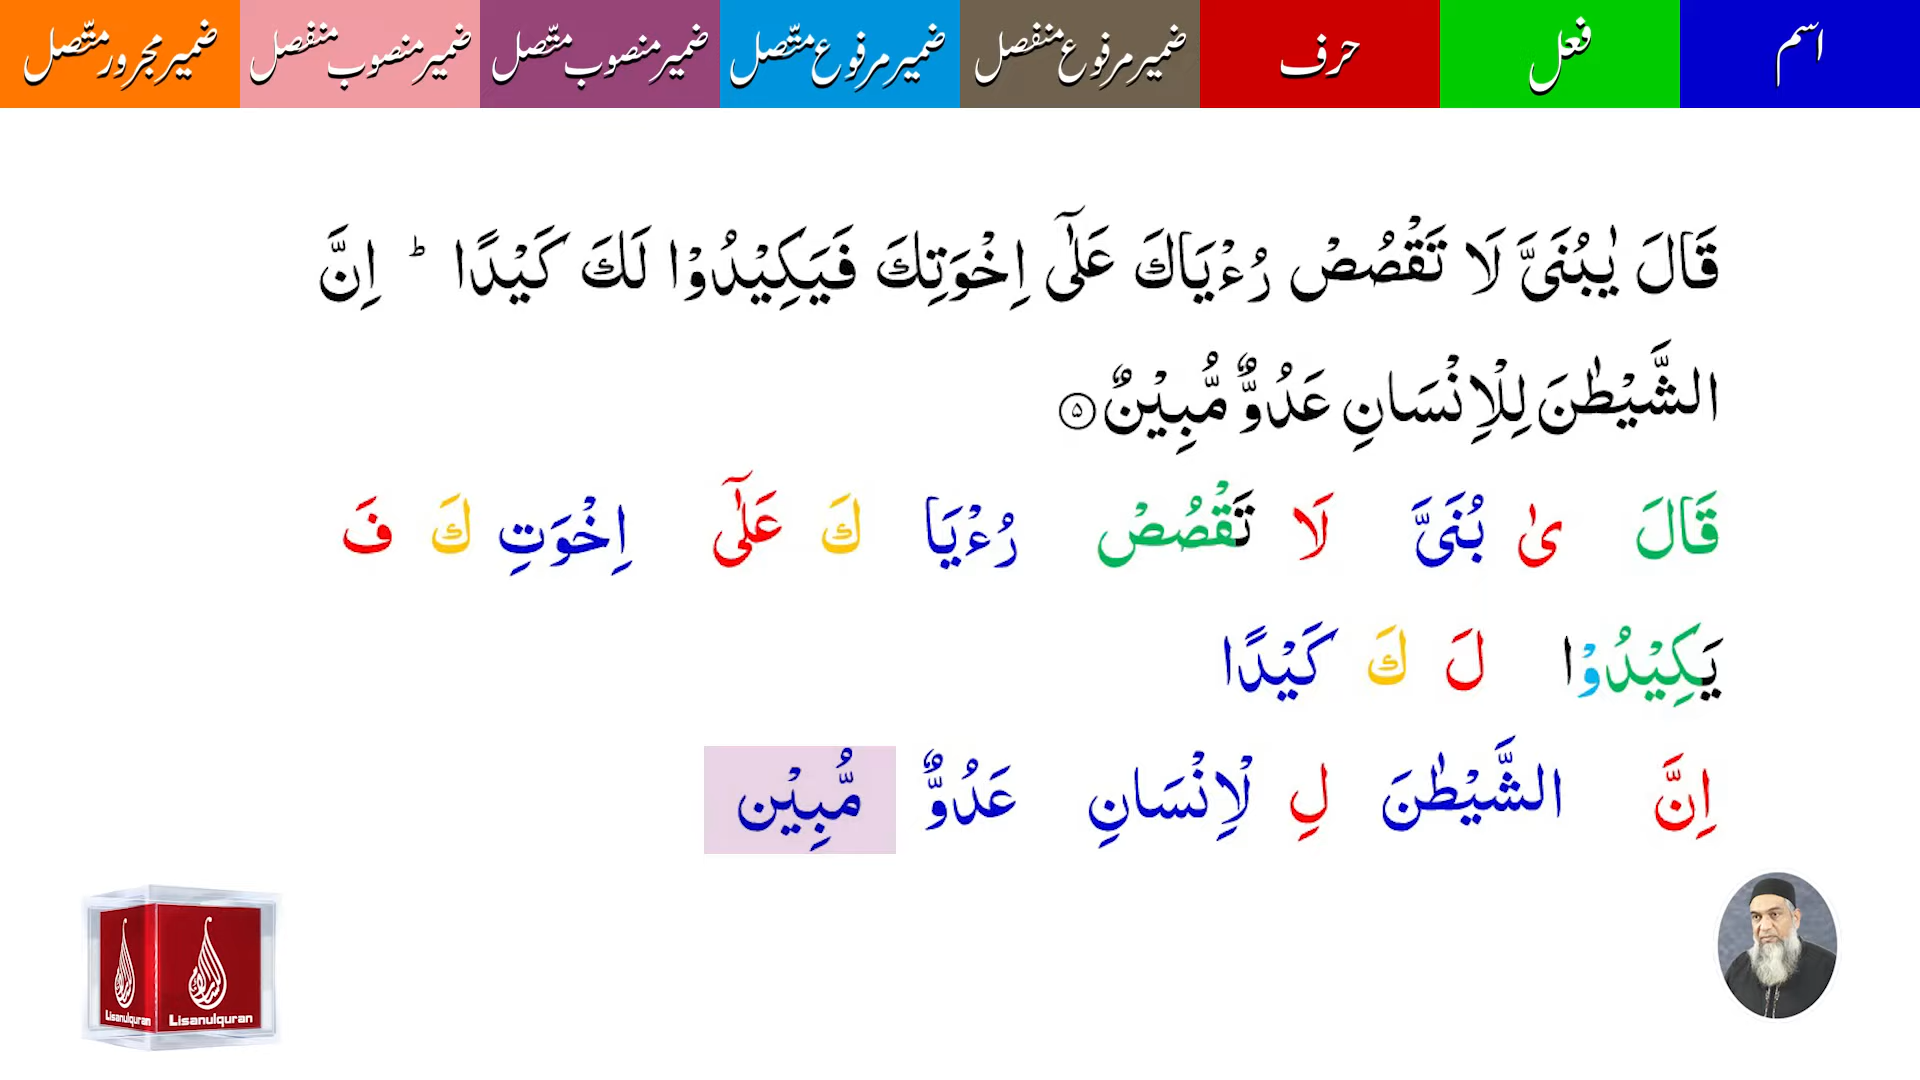 اسم فعل حرف ضمیر مرفوع منفصل ضمیر مرفوع متّصل ضمیر منصوب متّصل ضمیر منصوب منفصل ضمیر مجرور متّصل
قَالَ يٰبُنَيَّ لَا تَقْصُصْ رُءْيَاكَ عَلٰٓى اِخْوَتِكَ فَيَكِيْدُوْا لَكَ كَيْدًا ؕ اِنَّ
الشَّيْطٰنَ لِلْاِنْسَانِ عَدُوٌّ مُّبِيْنٌ ۵
قَالَ يٰ بُنَيَّ لَا تَقْصُصْ رُءْيَا كَ عَلٰٓى اِخْوَتِ كَ فَ
يَكِيْدُوْا لَ كَ كَيْدًا
اِنَّ الشَّيْطٰنَ لِ لْاِنْسَانِ عَدُوٌّ مُّبِيْن
Lisanulquran Lisanulquran